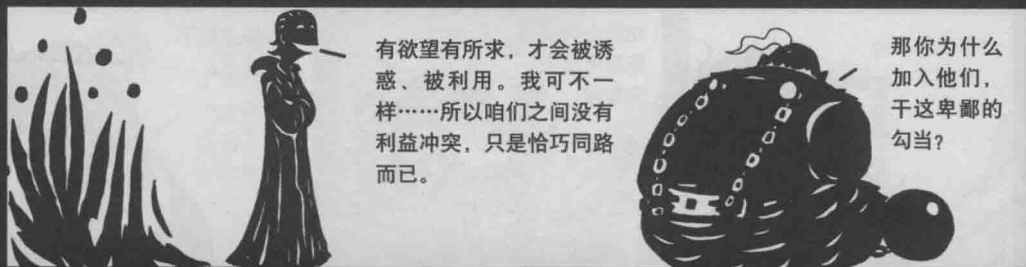 有欲望有所求，才会被诱
惑、被利用。我可不一
样……所以咱们之间没有
利益冲突，只是恰巧同路
而已。
那你为什么
加入他们，
干这卑鄙的
勾当？